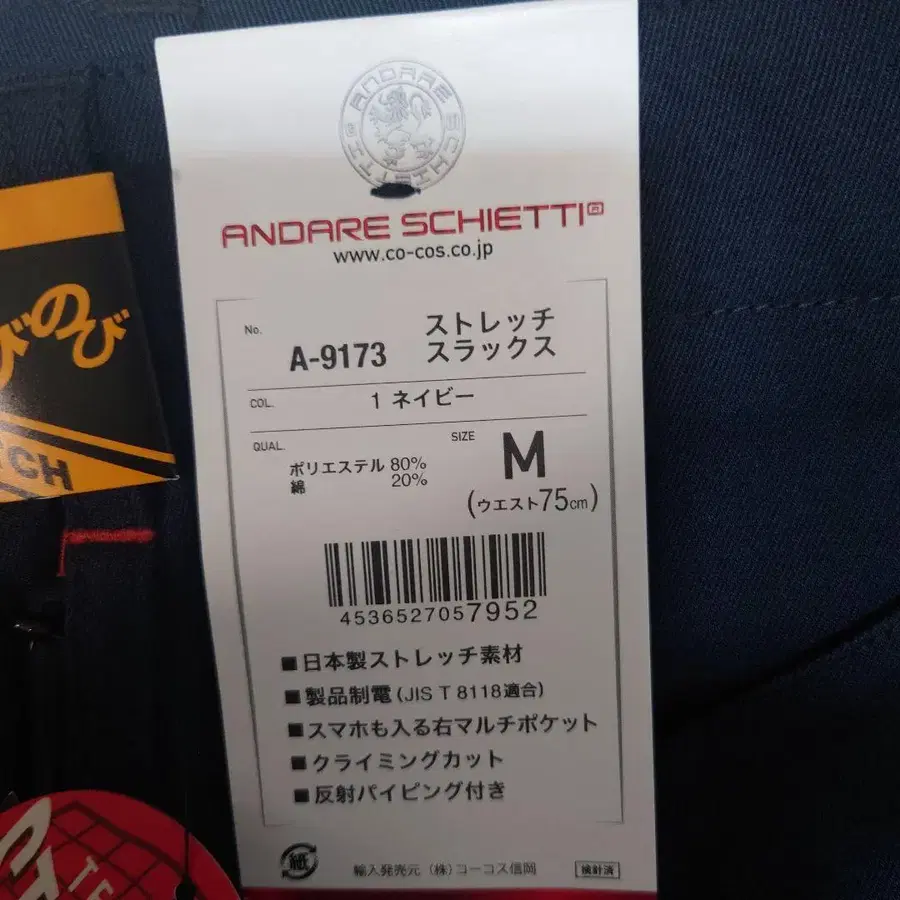 ANDARE SCHIETTI
ANDARE SCHIETTI®
www.co-cos.co.jp
No.
A-9173
ストレッチ
スラックス
COL.
1 ネイビー
QUAL.
ポリエステル 80%
綿 20%
SIZE
M
(ウエスト75cm)
4536527057952
■日本製ストレッチ素材
■製品制電(JIS T 8118適合)
■スマホも入る右マルチポケット
■クライミングカット
■反射パイピング付き
紙
輸入発売元 (株)コーコス信岡
検針済
びのび
TCH